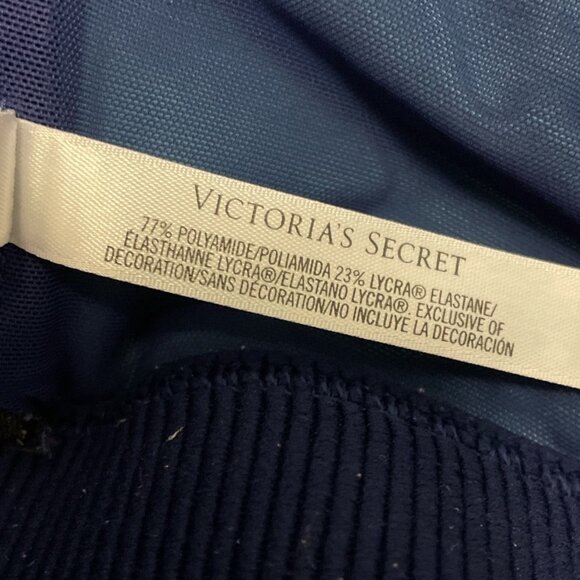 VICTORIA'S SECRET
77% POLYAMIDE/POLIAMIDA 23% LYCRA® ELASTANE/
ÉLASTHANNE LYCRA®/ELASTANO LYCRA®. EXCLUSIVE OF
DECORATION/SANS DÉCORATION/NO INCLUYE LA DECORACIÓN